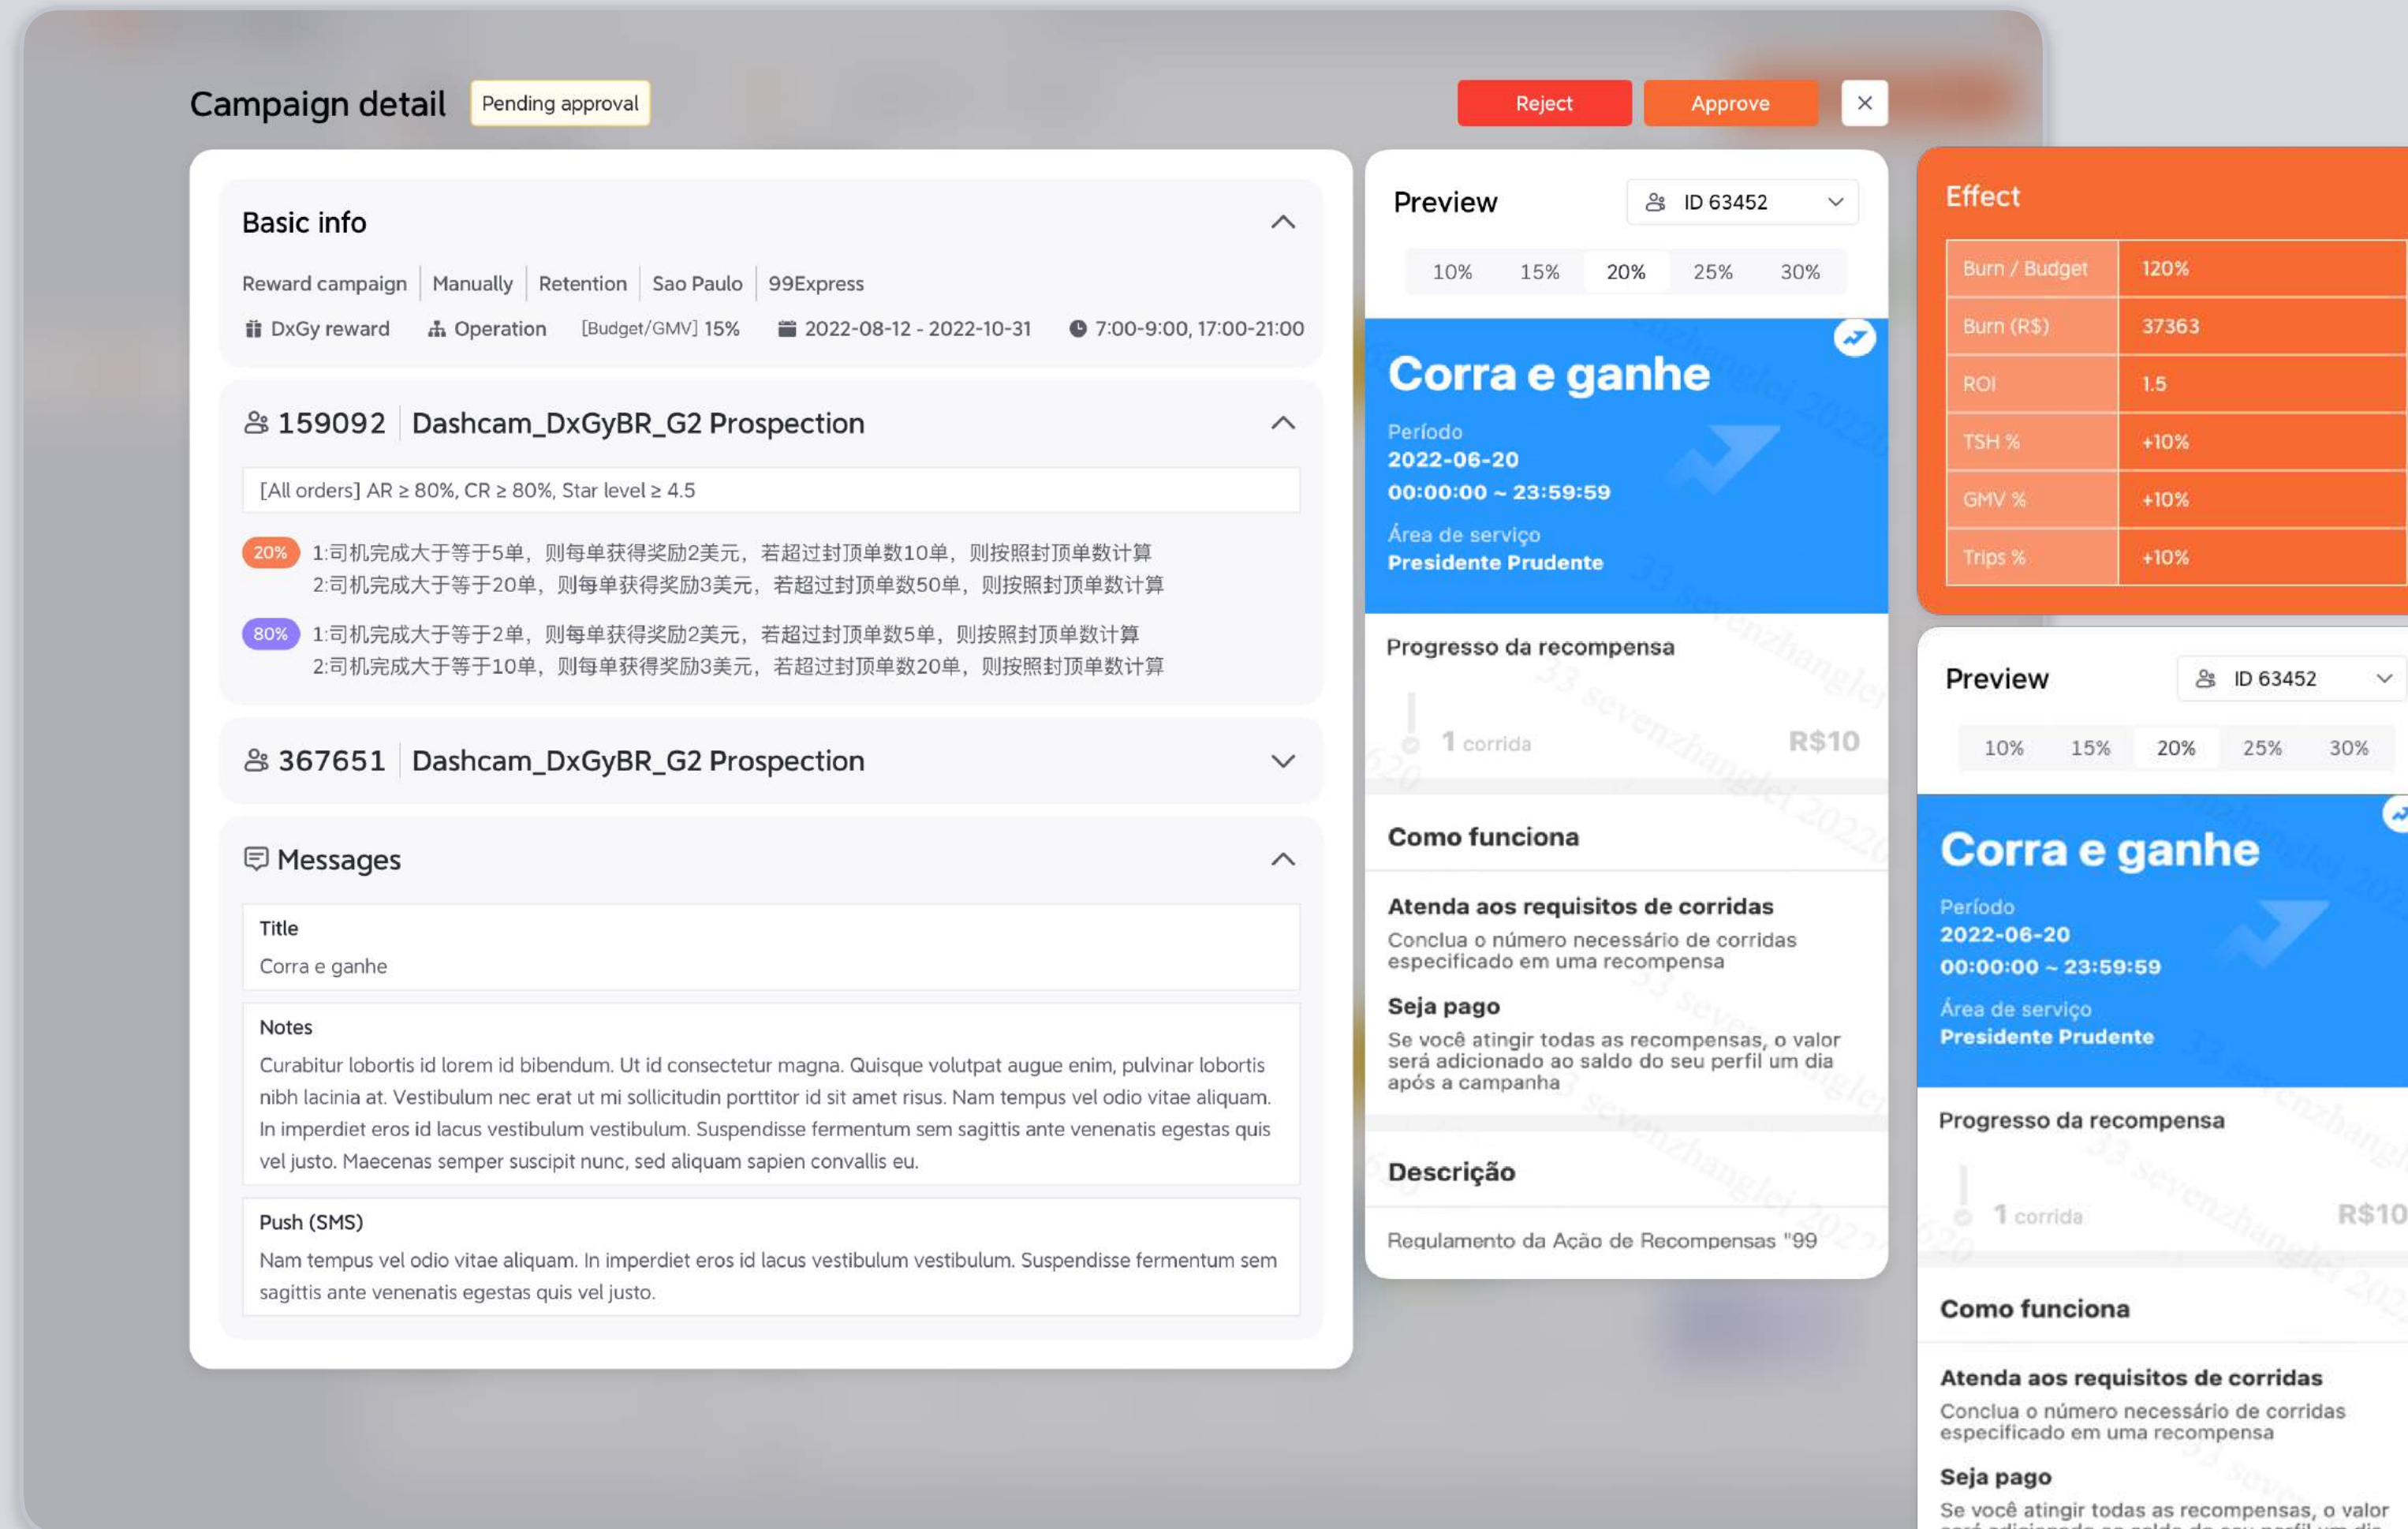 Campaign detail
Pending approval
Reject
Approve
Basic info
Reward campaign Manually Retention Sao Paulo 99Express
DxGy reward Operation [Budget/GMV] 15% 2022-08-12 - 2022-10-31 7:00-9:00, 17:00-21:00
159092 Dashcam_DxGyBR_G2 Prospection
[All orders] AR ≥ 80%, CR ≥ 80%, Star level ≥ 4.5
20% 1:司机完成大于等于5单，则每单获得奖励2美元，若超过封顶单数10单，则按照封顶单数计算
2:司机完成大于等于20单，则每单获得奖励3美元，若超过封顶单数50单，则按照封顶单数计算
80% 1:司机完成大于等于2单，则每单获得奖励2美元，若超过封顶单数5单，则按照封顶单数计算
2:司机完成大于等于10单，则每单获得奖励3美元，若超过封顶单数20单，则按照封顶单数计算
367651 Dashcam_DxGyBR_G2 Prospection
Messages
Title
Corra e ganhe
Notes
Curabitur lobortis id lorem id bibendum. Ut id consectetur magna. Quisque volutpat augue enim, pulvinar lobortis
nibh lacinia at. Vestibulum nec erat ut mi sollicitudin porttitor id sit amet risus. Nam tempus vel odio vitae aliquam.
In imperdiet eros id lacus vestibulum vestibulum. Suspendisse fermentum sem sagittis ante venenatis egestas quis
vel justo. Maecenas semper suscipit nunc, sed aliquam sapien convallis eu.
Push (SMS)
Nam tempus vel odio vitae aliquam. In imperdiet eros id lacus vestibulum vestibulum. Suspendisse fermentum sem
sagittis ante venenatis egestas quis vel justo.
Preview
ID 63452
10% 15% 20% 25% 30%
Corra e ganhe
Período
2022-06-20
00:00:00 ~ 23:59:59
Área de serviço
Presidente Prudente
Progresso da recompensa
1 corrida R$10
Como funciona
Atenda aos requisitos de corridas
Conclua o número necessário de corridas
especificado em uma recompensa
Seja pago
Se você atingir todas as recompensas, o valor
será adicionado ao saldo do seu perfil um dia
após a campanha
Descrição
Regulamento da Ação de Recompensas "99
Effect
Burn / Budget 120%
Burn (R$) 37363
ROI 1.5
TSH % +10%
GMV % +10%
Trips % +10%
Preview
ID 63452
10% 15% 20% 25% 30%
Corra e ganhe
Período
2022-06-20
00:00:00 ~ 23:59:59
Área de serviço
Presidente Prudente
Progresso da recompensa
1 corrida R$10
Como funciona
Atenda aos requisitos de corridas
Conclua o número necessário de corridas
especificado em uma recompensa
Seja pago
Se você atingir todas as recompensas, o valor